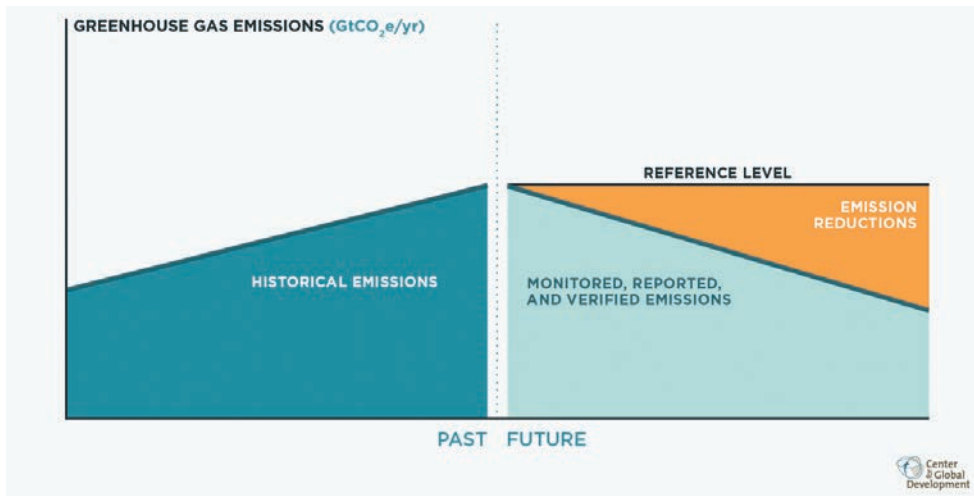 GREENHOUSE GAS EMISSIONS (GtCO₂e/yr)
REFERENCE LEVEL
EMISSION
REDUCTIONS
HISTORICAL EMISSIONS
MONITORED, REPORTED,
AND VERIFIED EMISSIONS
PAST FUTURE
Center
for Global
Development